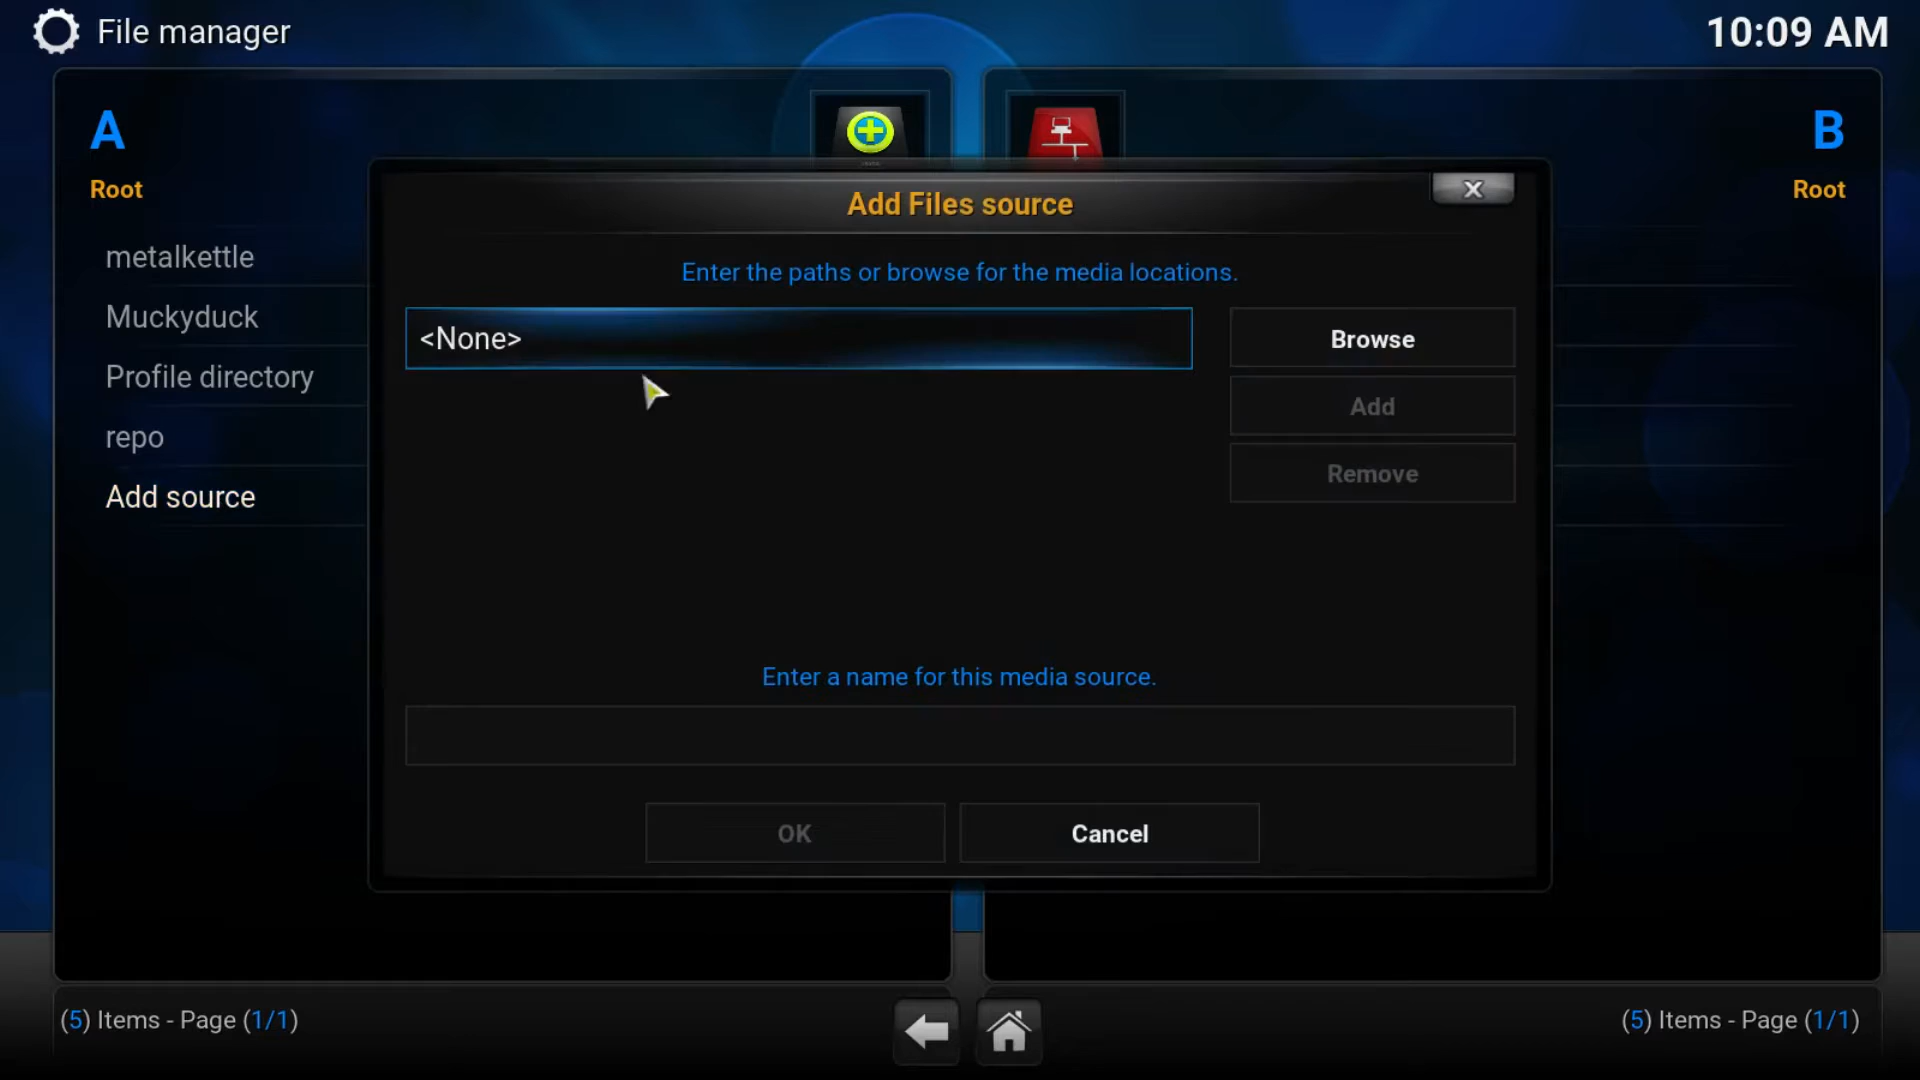 File manager
10:09 AM
A
B
Root
Root
metalkettle
Muckyduck
Profile directory
repo
Add source
Add Files source
X
Enter the paths or browse for the media locations.
<None>
Browse
Add
Remove
Enter a name for this media source.
OK
Cancel
(5) Items - Page (1/1)
(5) Items - Page (1/1)